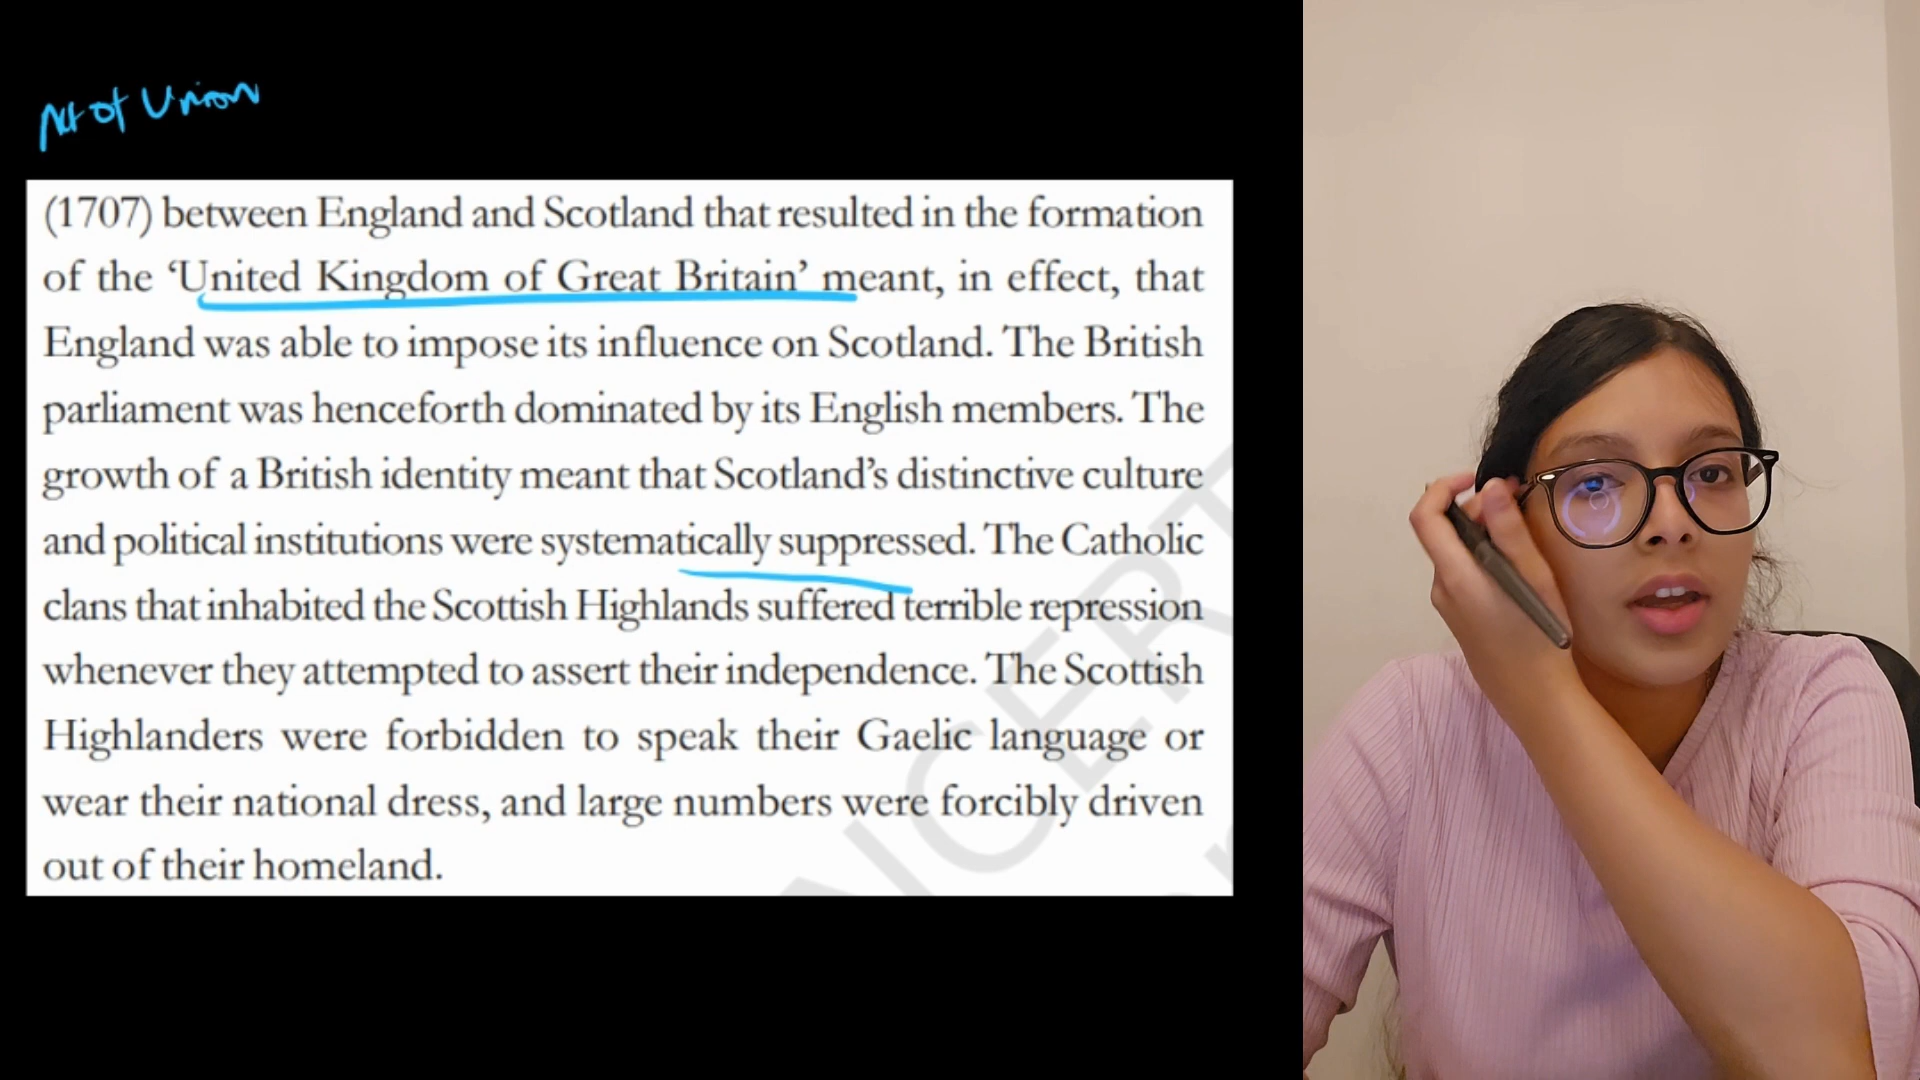 Act of Union
(1707) between England and Scotland that resulted in the formation
of the ‘United Kingdom of Great Britain’ meant, in effect, that
England was able to impose its influence on Scotland. The British
parliament was henceforth dominated by its English members. The
growth of a British identity meant that Scotland’s distinctive culture
and political institutions were systematically suppressed. The Catholic
clans that inhabited the Scottish Highlands suffered terrible repression
whenever they attempted to assert their independence. The Scottish
Highlanders were forbidden to speak their Gaelic language or
wear their national dress, and large numbers were forcibly driven
out of their homeland.
NCERT